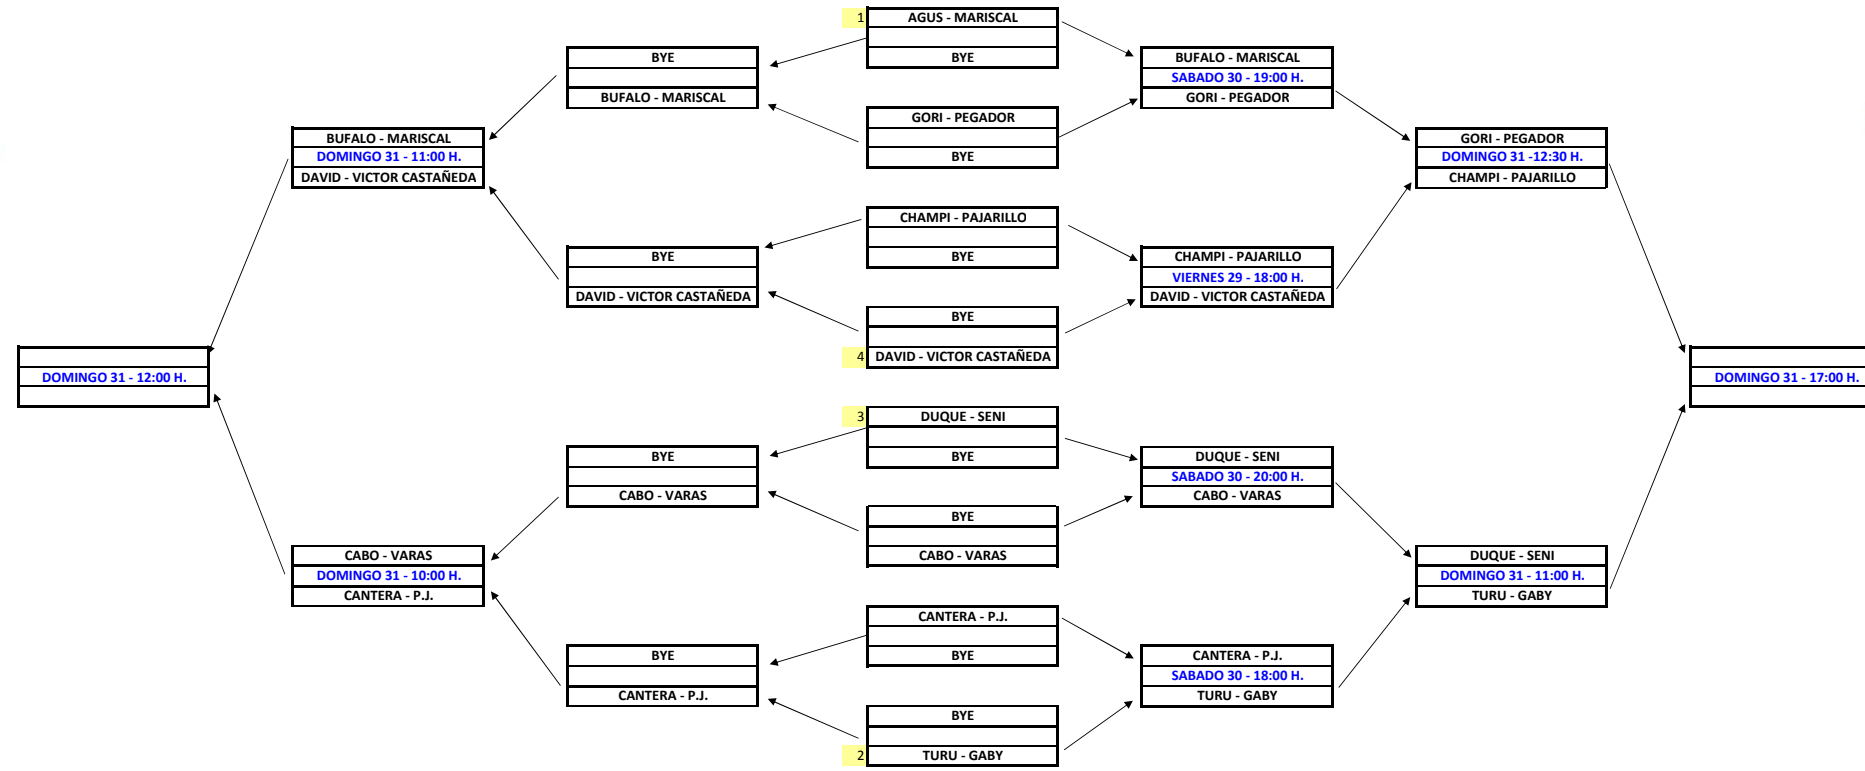 1
AGUS - MARISCAL
BYE
BYE
BUFALO - MARISCAL
BUFALO - MARISCAL
SABADO 30 - 19:00 H.
GORI - PEGADOR
GORI - PEGADOR
BYE
BUFALO - MARISCAL
DOMINGO 31 - 11:00 H.
DAVID - VICTOR CASTAÑEDA
GORI - PEGADOR
DOMINGO 31 -12:30 H.
CHAMPI - PAJARILLO
CHAMPI - PAJARILLO
BYE
BYE
DAVID - VICTOR CASTAÑEDA
CHAMPI - PAJARILLO
VIERNES 29 - 18:00 H.
DAVID - VICTOR CASTAÑEDA
BYE
4
DAVID - VICTOR CASTAÑEDA
DOMINGO 31 - 12:00 H.
DOMINGO 31 - 17:00 H.
3
DUQUE - SENI
BYE
BYE
CABO - VARAS
DUQUE - SENI
SABADO 30 - 20:00 H.
CABO - VARAS
BYE
CABO - VARAS
CABO - VARAS
DOMINGO 31 - 10:00 H.
CANTERA - P.J.
DUQUE - SENI
DOMINGO 31 - 11:00 H.
TURU - GABY
CANTERA - P.J.
BYE
BYE
CANTERA - P.J.
CANTERA - P.J.
SABADO 30 - 18:00 H.
TURU - GABY
BYE
2
TURU - GABY